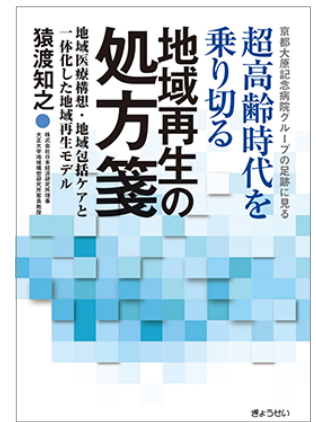 京都大原記念病院グループの足跡に見る
超高齢時代を
乗り切る
地域再生の
処方箋
地域医療構想・地域包括ケアと
一体化した地域再生モデル
猿渡知之●
株式会社日本経済研究所理事
大正大学地域構想研究所客員教授
ぎょうせい